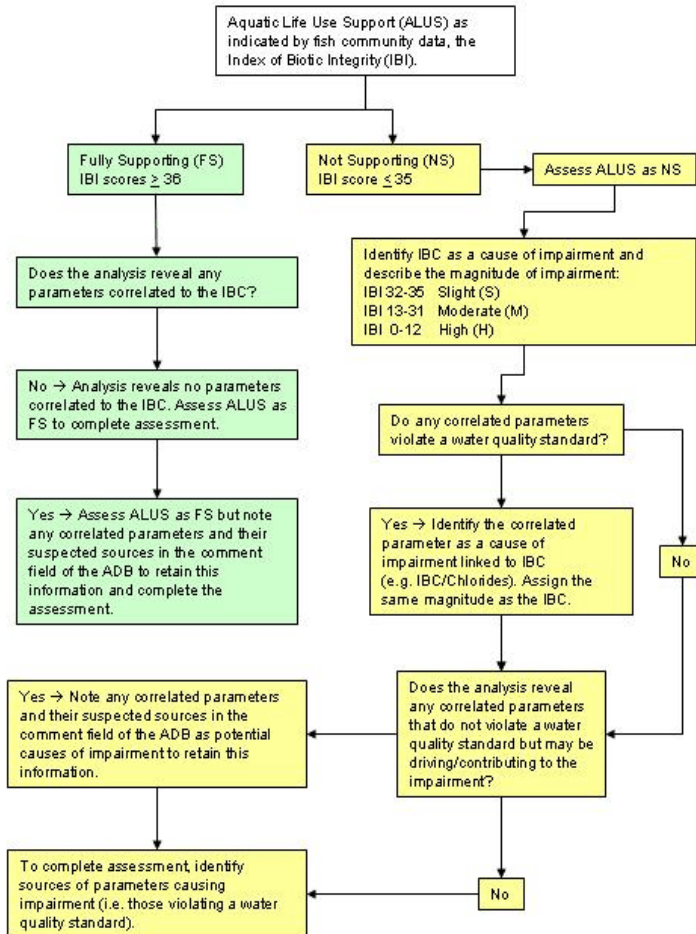 Aquatic Life Use Support (ALUS) as
indicated by fish community data, the
Index of Biotic Integrity (IBI).
Fully Supporting (FS)
IBI scores ≥ 36
Not Supporting (NS)
IBI score ≤ 35
Assess ALUS as NS
Does the analysis reveal any
parameters correlated to the IBC?
Identify IBC as a cause of impairment and
describe the magnitude of impairment:
IBI 32-35 Slight (S)
IBI 13-31 Moderate (M)
IBI 0-12 High (H)
No → Analysis reveals no parameters
correlated to the IBC. Assess ALUS as
FS to complete assessment.
Do any correlated parameters
violate a water quality standard?
Yes → Assess ALUS as FS but note
any correlated parameters and their
suspected sources in the comment
field of the ADB to retain this
information and complete the
assessment.
Yes → Identify the correlated
parameter as a cause of
impairment linked to IBC
(e.g. IBC/Chlorides). Assign the
same magnitude as the IBC.
No
Yes → Note any correlated parameters
and their suspected sources in the
comment field of the ADB as potential
causes of impairment to retain this
information.
Does the analysis reveal
any correlated parameters
that do not violate a water
quality standard but may be
driving/contributing to the
impairment?
To complete assessment, identify
sources of parameters causing
impairment (i.e. those violating a water
quality standard).
No